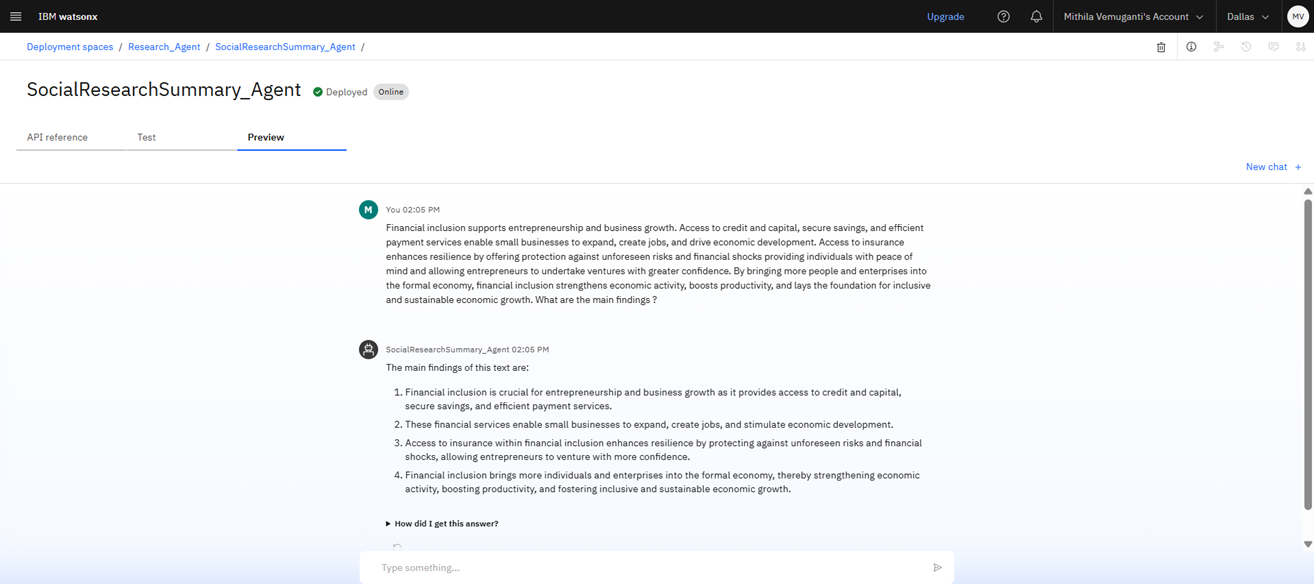 IBM watsonx
Upgrade
Mithila Vemuganti's Account
Dallas
MV
Deployment spaces / Research_Agent / SocialResearchSummary_Agent /
SocialResearchSummary_Agent
Deployed
Online
API reference
Test
Preview
New chat +
M
You 02:05 PM
Financial inclusion supports entrepreneurship and business growth. Access to credit and capital, secure savings, and efficient
payment services enable small businesses to expand, create jobs, and drive economic development. Access to insurance
enhances resilience by offering protection against unforeseen risks and financial shocks providing individuals with peace of
mind and allowing entrepreneurs to undertake ventures with greater confidence. By bringing more people and enterprises into
the formal economy, financial inclusion strengthens economic activity, boosts productivity, and lays the foundation for inclusive
and sustainable economic growth. What are the main findings ?
SocialResearchSummary_Agent 02:05 PM
The main findings of this text are:
1. Financial inclusion is crucial for entrepreneurship and business growth as it provides access to credit and capital,
secure savings, and efficient payment services.
2. These financial services enable small businesses to expand, create jobs, and stimulate economic development.
3. Access to insurance within financial inclusion enhances resilience by protecting against unforeseen risks and financial
shocks, allowing entrepreneurs to venture with more confidence.
4. Financial inclusion brings more individuals and enterprises into the formal economy, thereby strengthening economic
activity, boosting productivity, and fostering inclusive and sustainable economic growth.
How did I get this answer?
Type something...